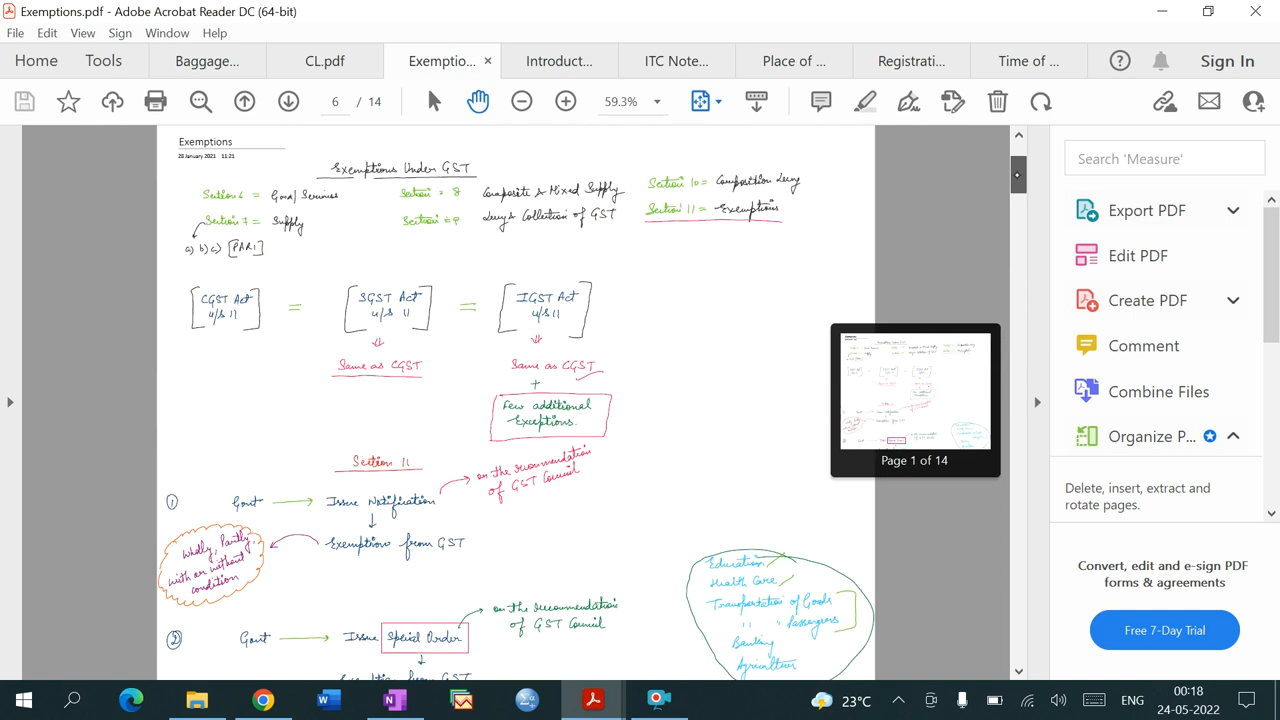 Exemptions.pdf - Adobe Acrobat Reader DC (64-bit)
File Edit View Sign Window Help
Home Tools Baggage... CL.pdf Exemptio... × Introduct... ITC Note... Place of ... Registrati... Time of ... Sign In
6 / 14 59.3%
Exemptions
28 January 2021 11:21
Exemptions Under GST
Section 6 = Good/Services Section = 8 Composite & Mixed Supply Section 10 = Composition Levy
Section 7 = Supply Section = 9 Levy & Collection of GST Section 11 = Exemptions
a) b) c) [PAR]
[CGST Act u/s 11] = [SGST Act u/s 11] = [IGST Act u/s 11]
Same as CGST Same as CGST
+
Few additional
Exceptions.
Section 11
① Govt → Issue Notification → on the recommendation
of GST Council
Exemptions from GST
Wholly, Partly,
with or without
condition
② Govt → Issue Special Order
on the recommendation
of GST Council
Exemption from GST
Education
Health Care
Transportation of Goods
" " Passengers
Banking
Agriculture
Page 1 of 14
Search 'Measure'
Export PDF
Edit PDF
Create PDF
Comment
Combine Files
Organize P...
Delete, insert, extract and
rotate pages.
Convert, edit and e-sign PDF
forms & agreements
Free 7-Day Trial
23°C ENG 00:18
24-05-2022